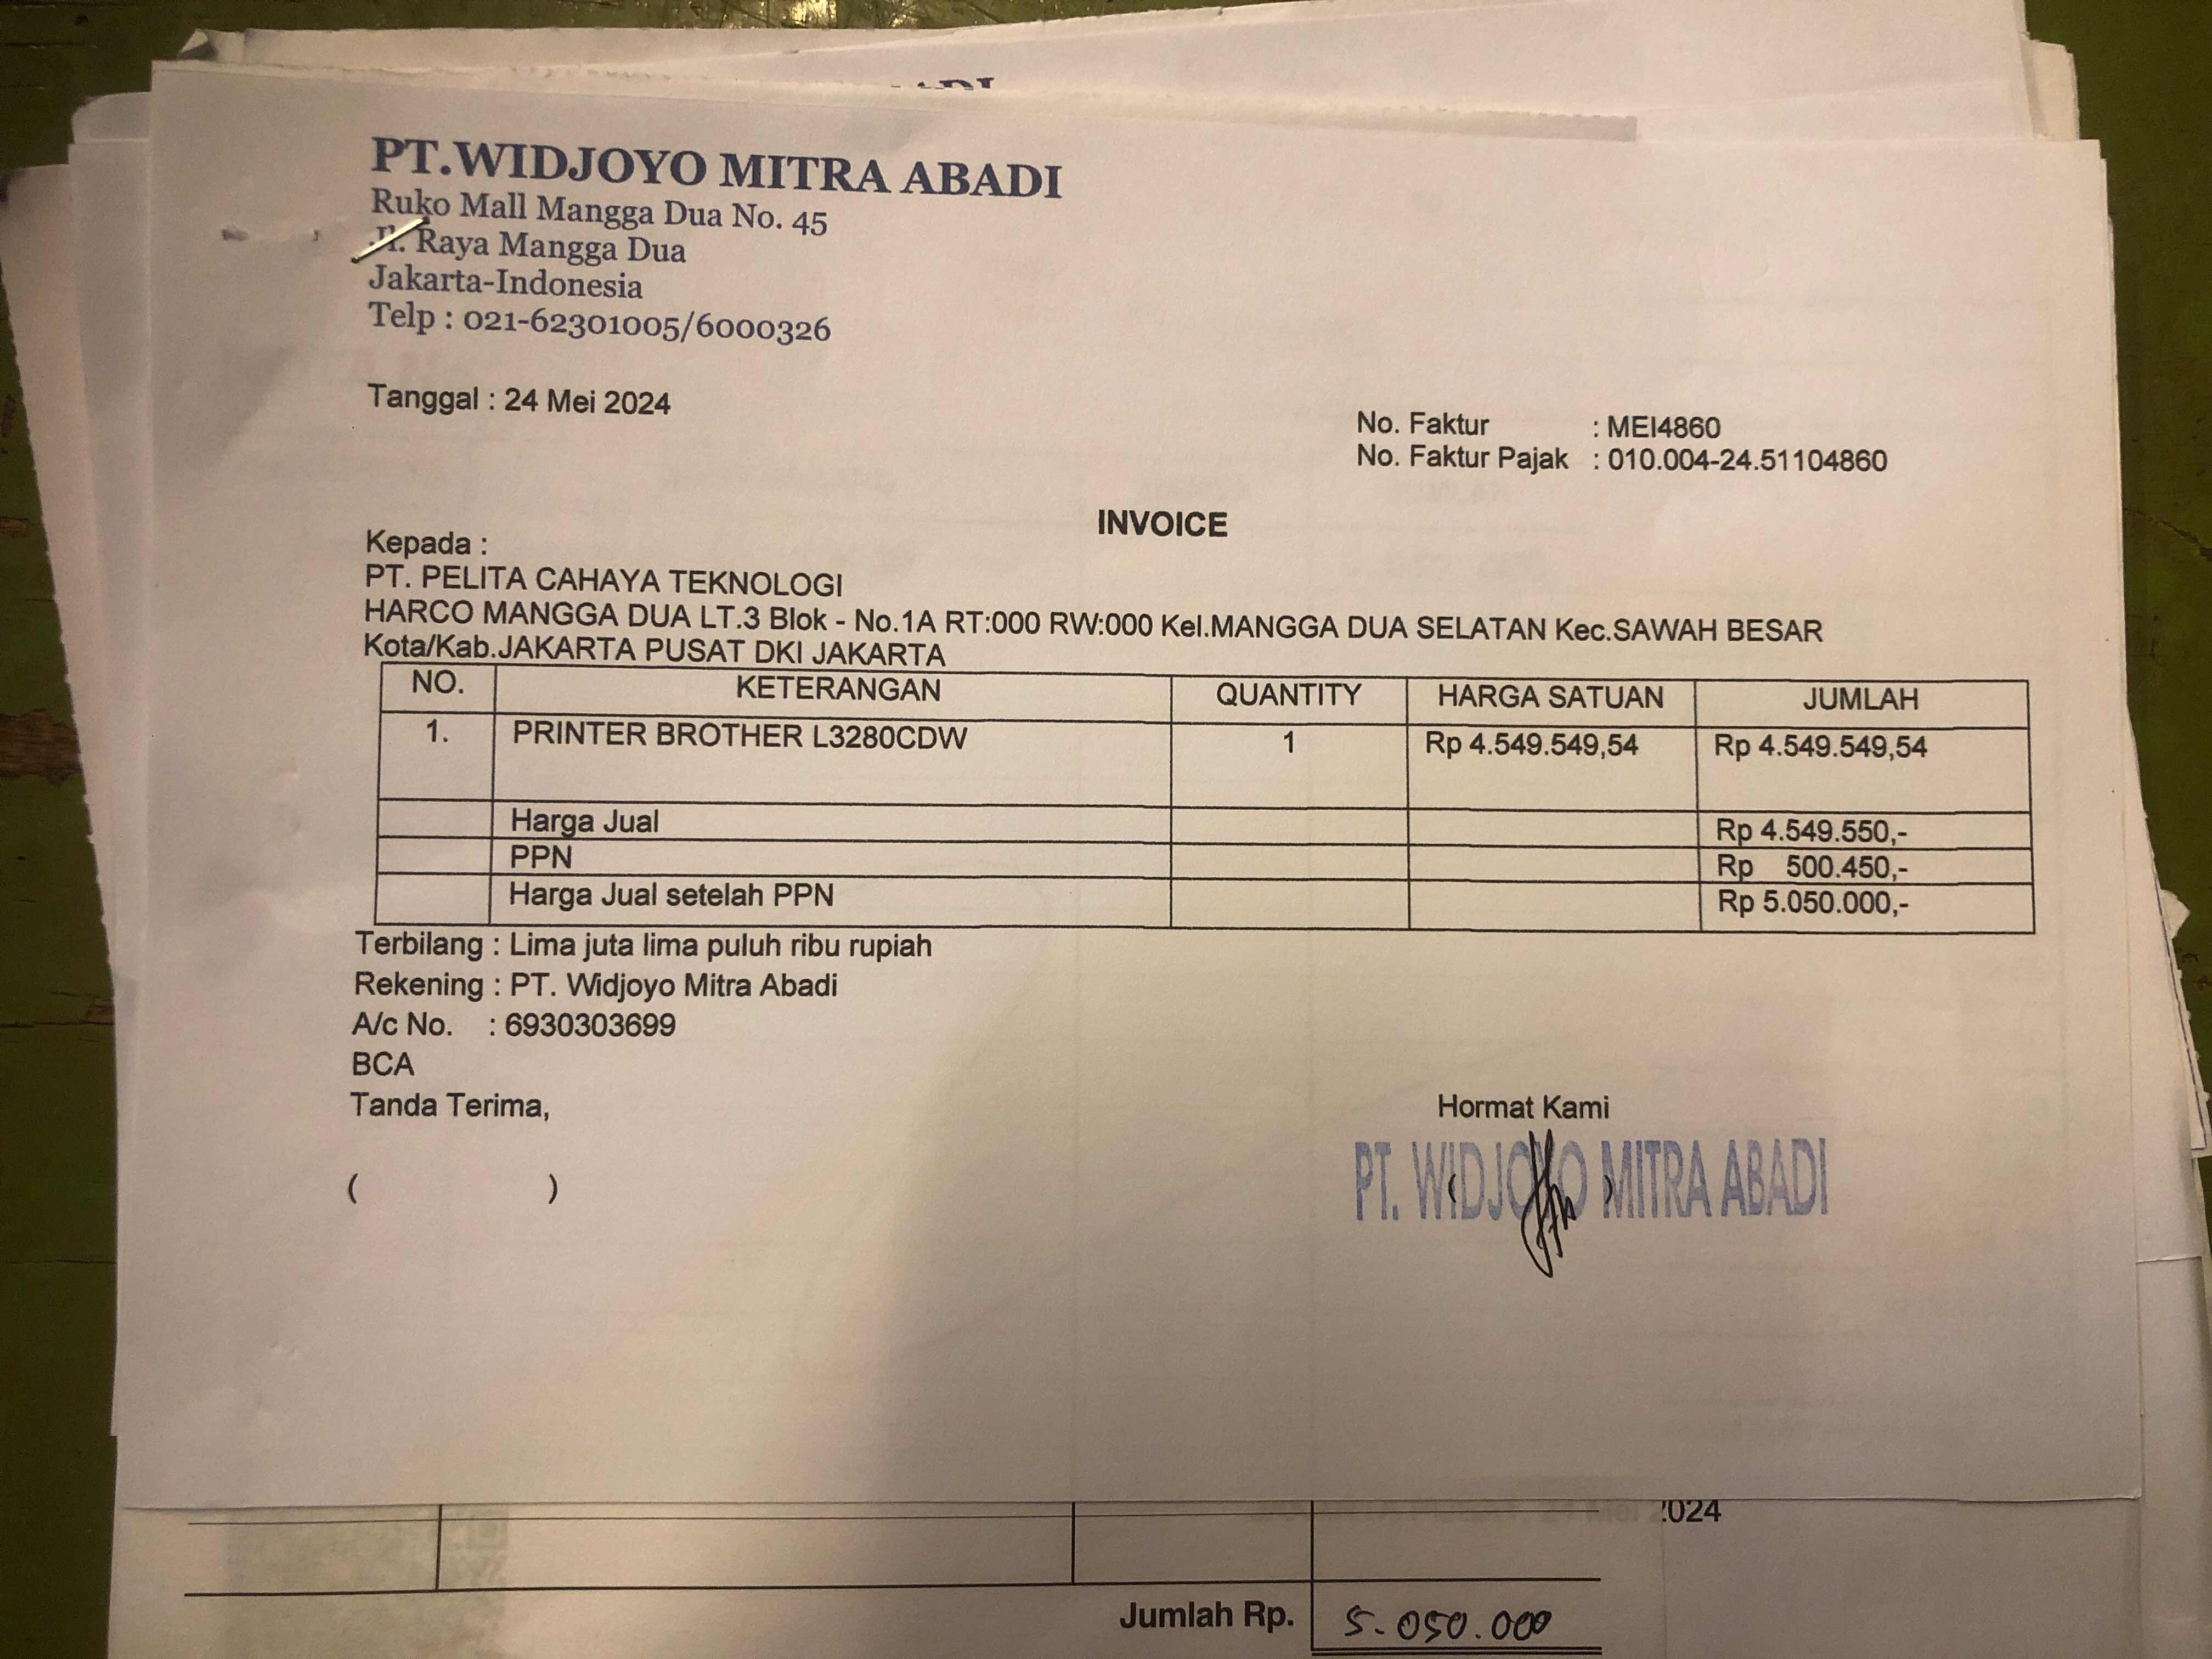 PT.WIDJOYO MITRA ABADI
Ruko Mall Mangga Dua No. 45
Jl. Raya Mangga Dua
Jakarta-Indonesia
Telp : 021-62301005/6000326
Tanggal : 24 Mei 2024
No. Faktur : MEI4860
No. Faktur Pajak : 010.004-24.51104860
INVOICE
Kepada :
PT. PELITA CAHAYA TEKNOLOGI
HARCO MANGGA DUA LT.3 Blok - No.1A RT:000 RW:000 Kel.MANGGA DUA SELATAN Kec.SAWAH BESAR
Kota/Kab.JAKARTA PUSAT DKI JAKARTA
NO. KETERANGAN QUANTITY HARGA SATUAN JUMLAH
1. PRINTER BROTHER L3280CDW 1 Rp 4.549.549,54 Rp 4.549.549,54
Harga Jual Rp 4.549.550,-
PPN Rp 500.450,-
Harga Jual setelah PPN Rp 5.050.000,-
Terbilang : Lima juta lima puluh ribu rupiah
Rekening : PT. Widjoyo Mitra Abadi
A/c No. : 6930303699
BCA
Tanda Terima, Hormat Kami
( ) ( )
PT. WIDJOYO MITRA ABADI
2024
Jumlah Rp. 5.050.000